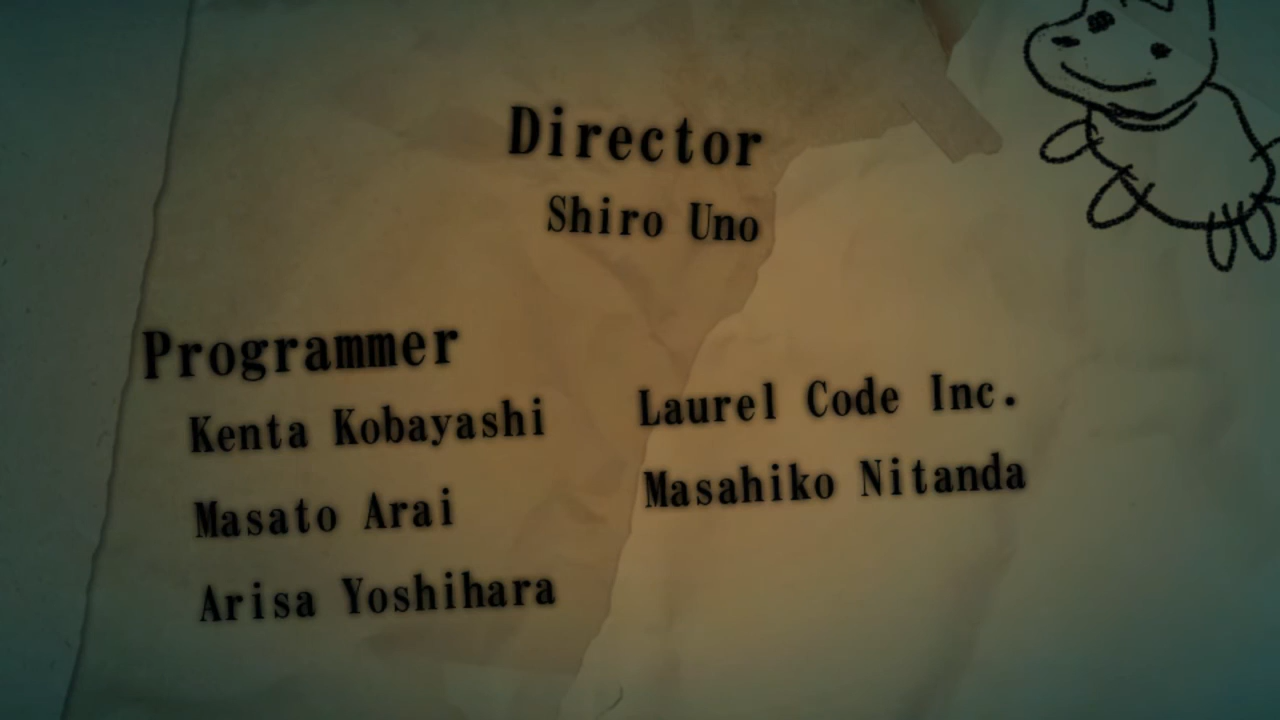 Director
Shiro Uno
Programmer
Kenta Kobayashi
Masato Arai
Arisa Yoshihara
Laurel Code Inc.
Masahiko Nitanda